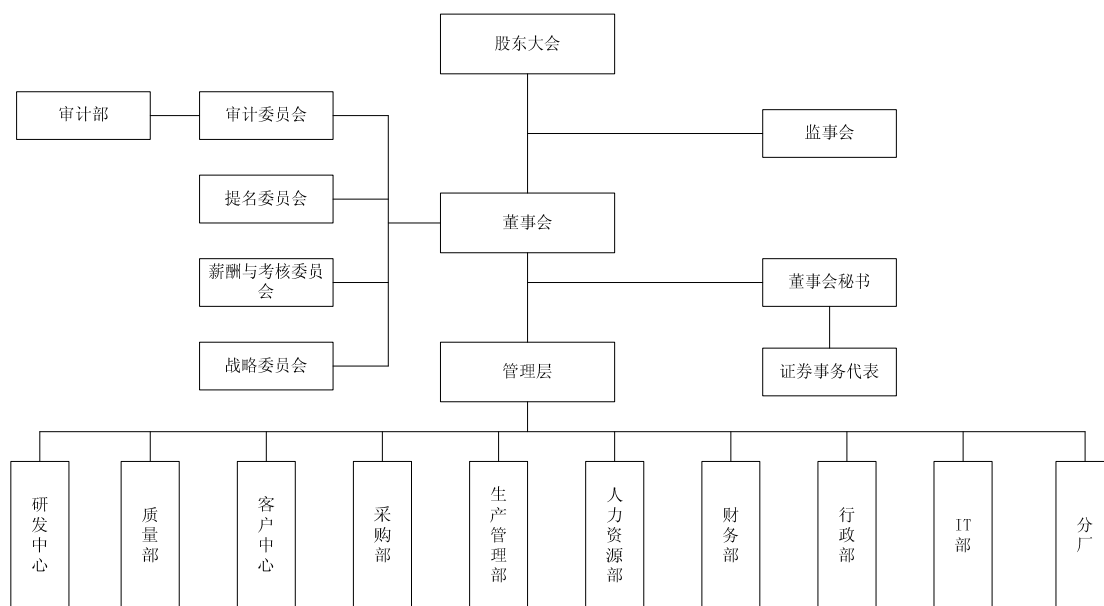 股东大会
审计部
审计委员会
监事会
提名委员会
董事会
薪酬与考核委员
会
董事会秘书
战略委员会
管理层
证券事务代表
研发中心
质量部
客户中心
采购部
生产管理部
人力资源部
财务部
行政部
IT部
分厂